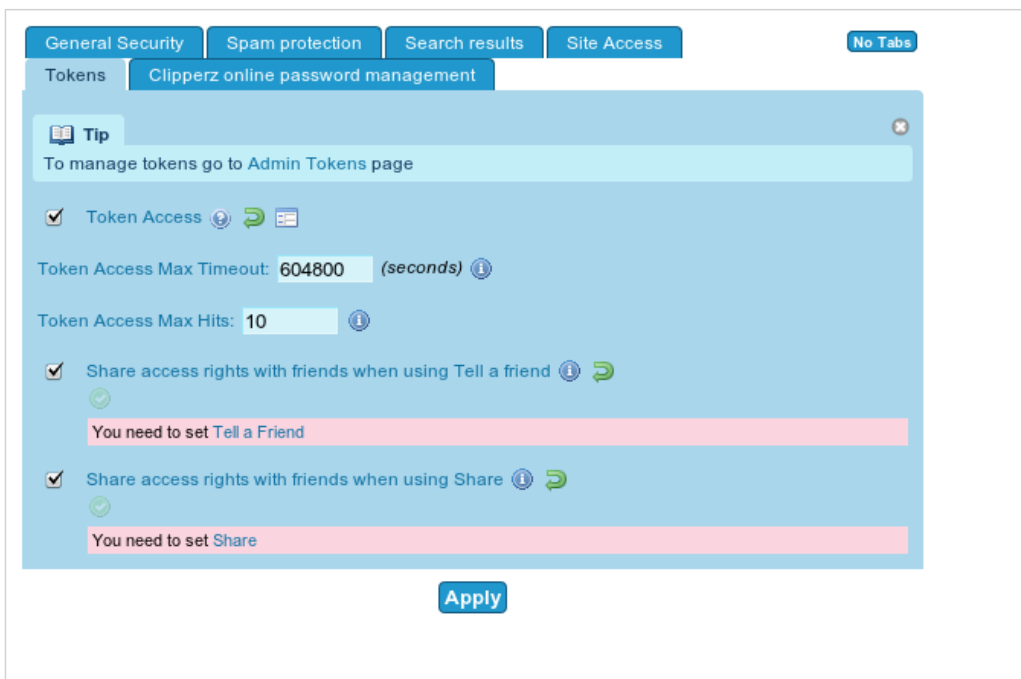 General Security Spam protection Search results Site Access No Tabs
Tokens Clipperz online password management
Tip
To manage tokens go to Admin Tokens page
Token Access
Token Access Max Timeout: 604800 (seconds)
Token Access Max Hits: 10
Share access rights with friends when using Tell a friend
You need to set Tell a Friend
Share access rights with friends when using Share
You need to set Share
Apply